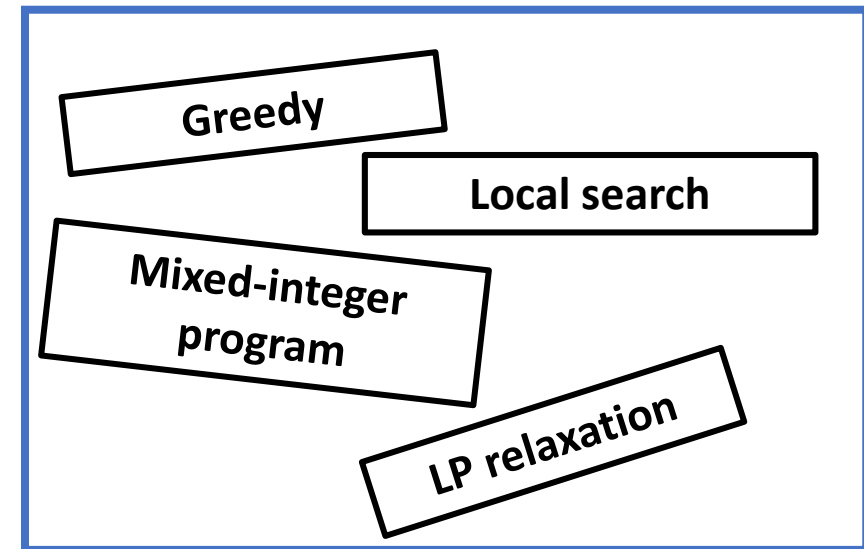 Greedy
Local search
Mixed-integer
program
LP relaxation